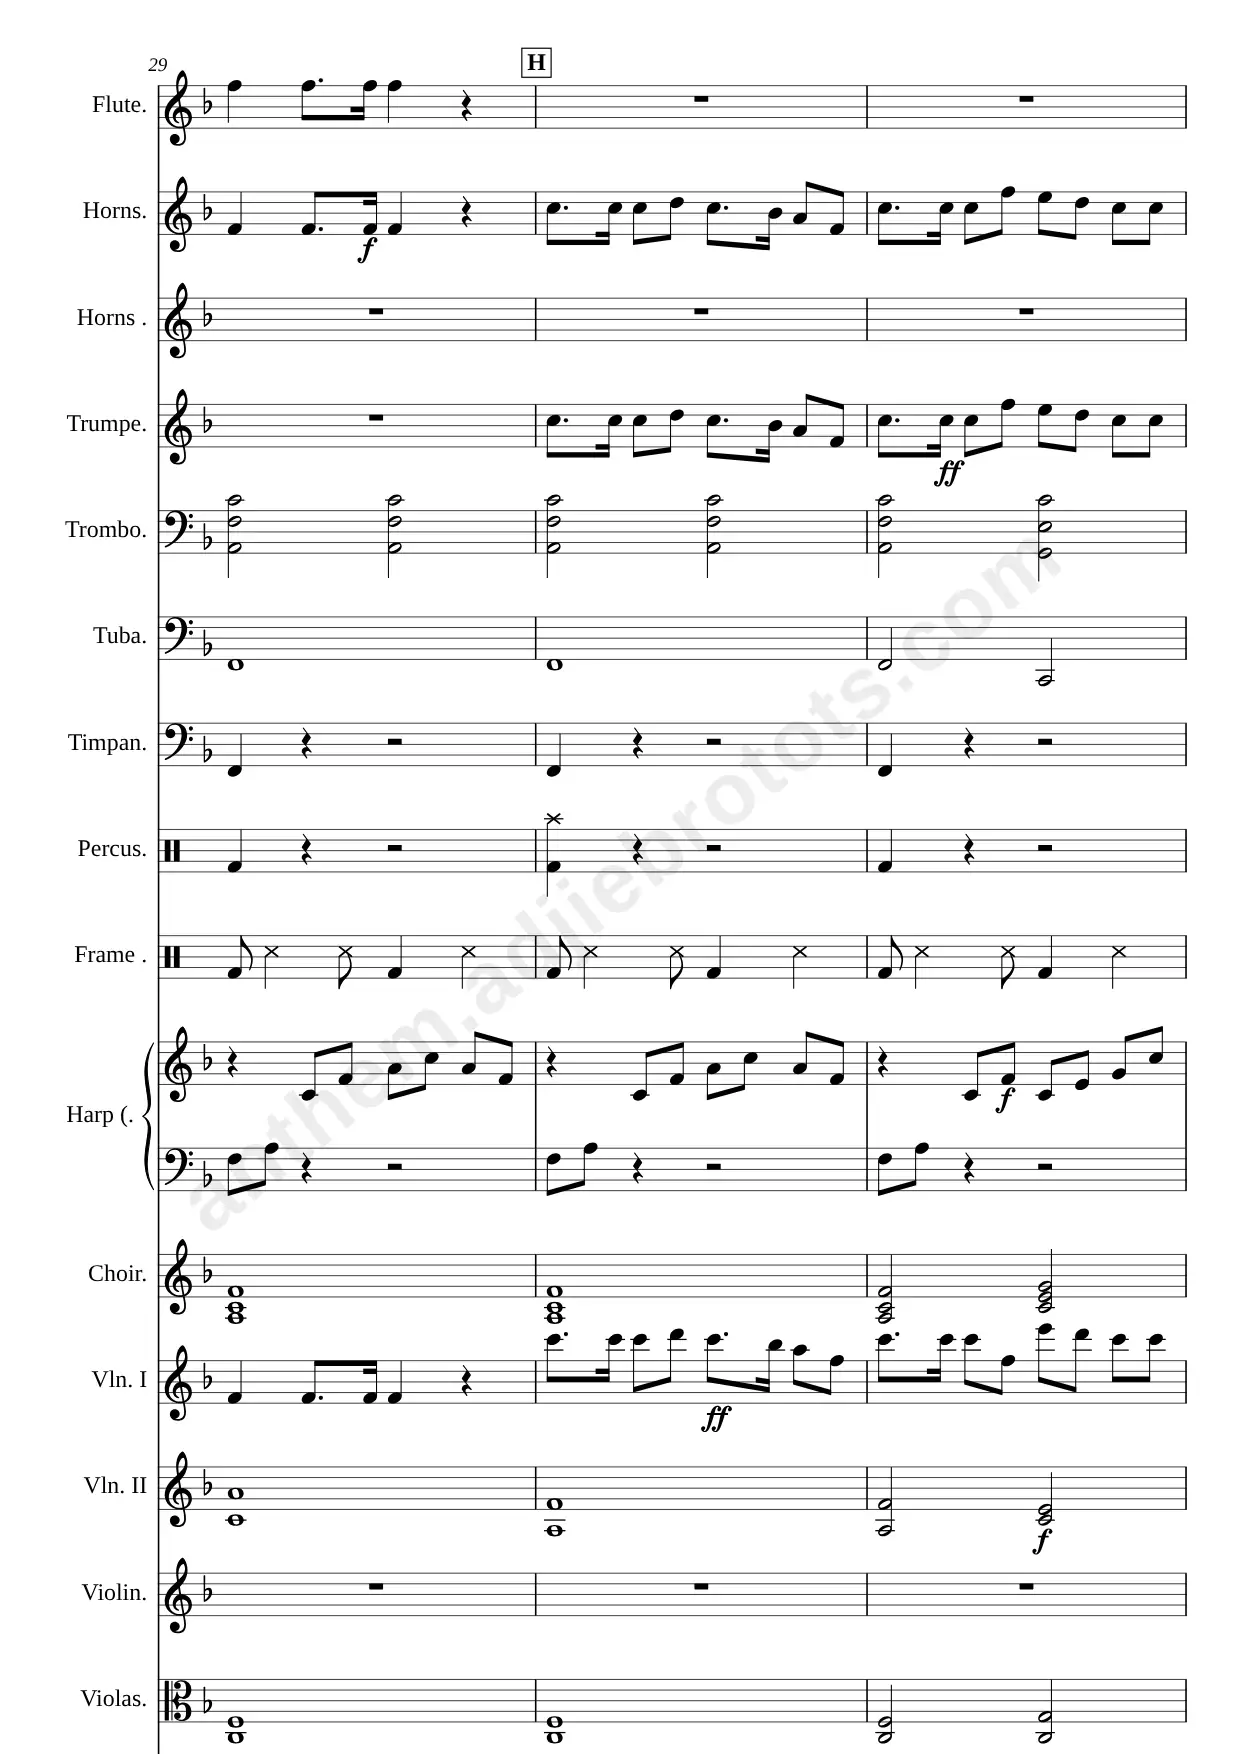 H
29
Flute.
Horns.
f
Horns .
Trumpe.
ff
Trombo.
Tuba.
Timpan.
Percus.
Frame .
Harp (.
f
Choir.
Vln. I
ff
Vln. II
f
Violin.
Violas.
anthem.adjiebrotots.com